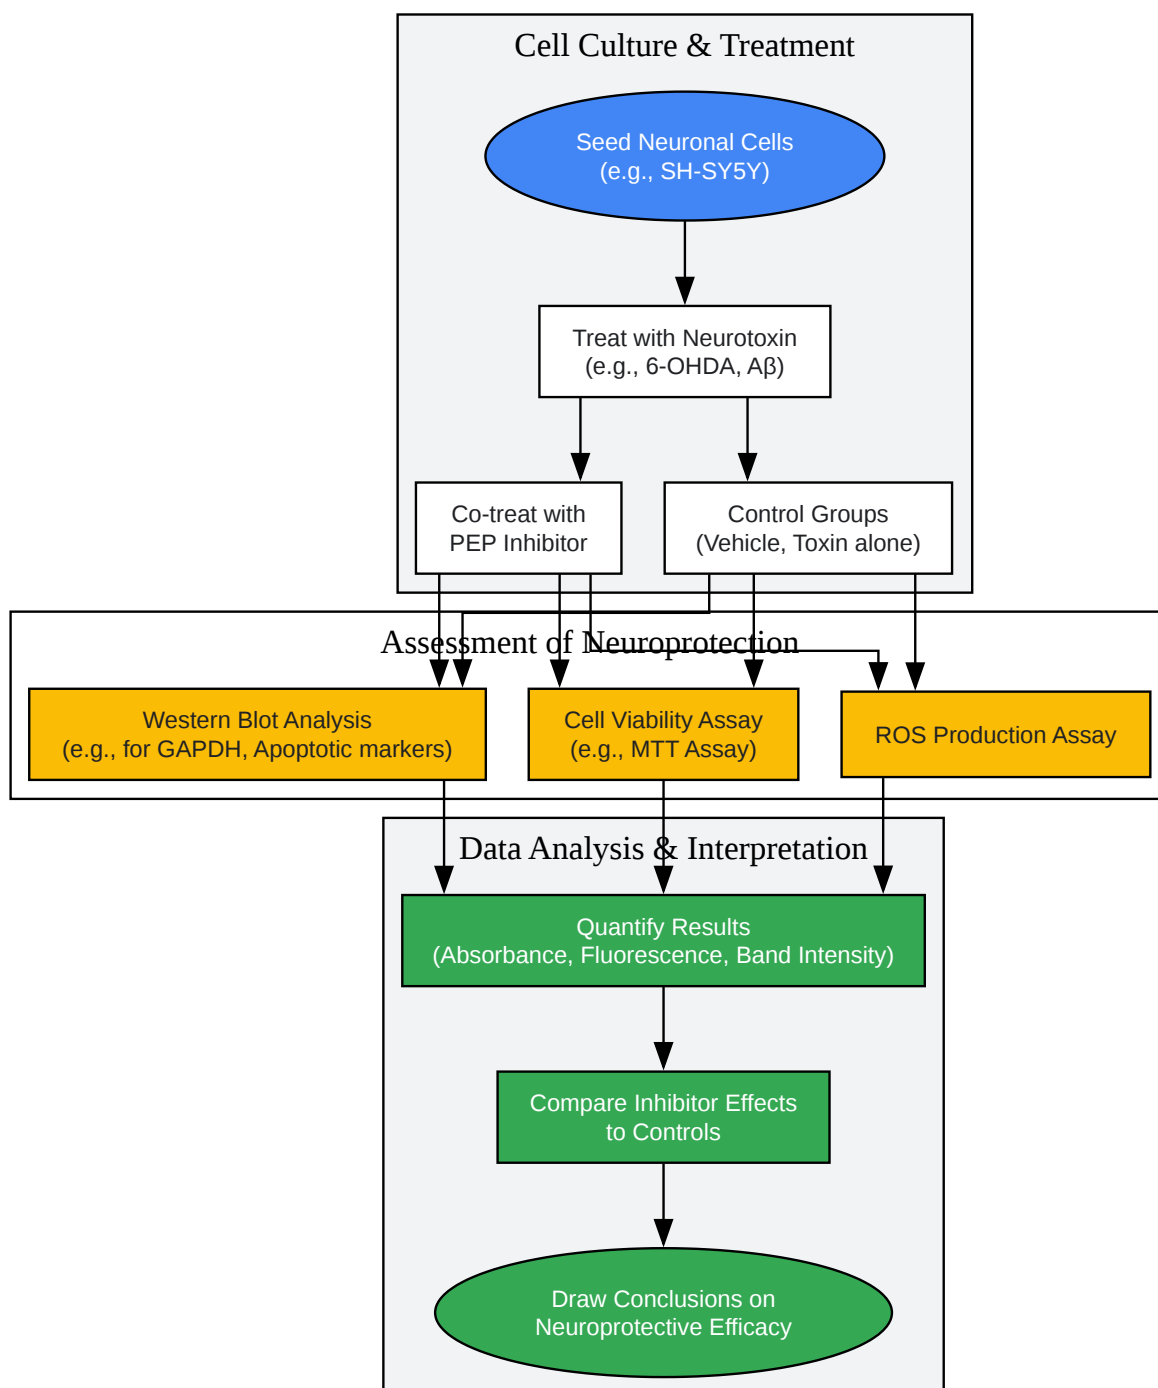 Cell Culture & Treatment
Seed Neuronal Cells
(e.g., SH-SY5Y)
Treat with Neurotoxin
(e.g., 6-OHDA, Aβ)
Co-treat with
PEP Inhibitor
Control Groups
(Vehicle, Toxin alone)
Assessment of Neuroprotection
Western Blot Analysis
(e.g., for GAPDH, Apoptotic markers)
Cell Viability Assay
(e.g., MTT Assay)
ROS Production Assay
Data Analysis & Interpretation
Quantify Results
(Absorbance, Fluorescence, Band Intensity)
Compare Inhibitor Effects
to Controls
Draw Conclusions on
Neuroprotective Efficacy